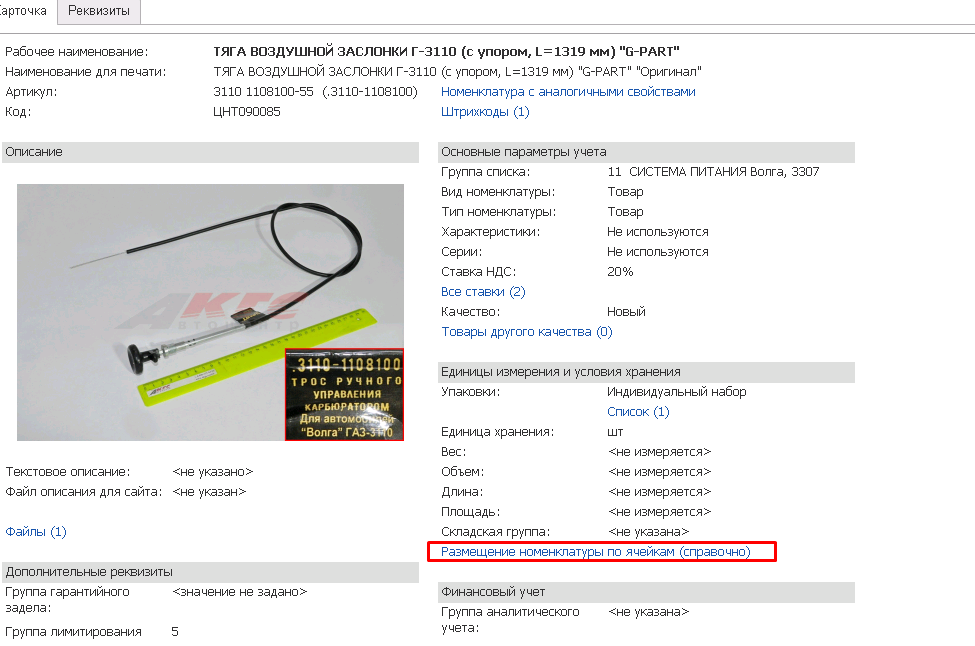 Карточка Реквизиты
Рабочее наименование: ТЯГА ВОЗДУШНОЙ ЗАСЛОНКИ Г-3110 (с упором, L=1319 мм) "G-PART"
Наименование для печати: ТЯГА ВОЗДУШНОЙ ЗАСЛОНКИ Г-3110 (с упором, L=1319 мм) "G-PART" "Оригинал"
Артикул: 3110 1108100-55 (.3110-1108100) Номенклатура с аналогичными свойствами
Код: ЦНТ090085 Штрихкоды (1)
Описание
АКТС
АВТОЦЕНТР
АКТС
.3110-1108100
ТРОС РУЧНОГО
УПРАВЛЕНИЯ
КАРБЮРАТОРОМ
Для автомобилей
"Волга" ГАЗ-3110
Текстовое описание: <не указано>
Файл описания для сайта: <не указан>
Файлы (1)
Дополнительные реквизиты
Группа гарантийного <значение не задано>
задела:
Группа лимитирования 5
Основные параметры учета
Группа списка: 11 СИСТЕМА ПИТАНИЯ Волга, 3307
Вид номенклатуры: Товар
Тип номенклатуры: Товар
Характеристики: Не используются
Серии: Не используются
Ставка НДС: 20%
Все ставки (2)
Качество: Новый
Товары другого качества (0)
Единицы измерения и условия хранения
Упаковки: Индивидуальный набор
Список (1)
Единица хранения: шт
Вес: <не измеряется>
Объем: <не измеряется>
Длина: <не измеряется>
Площадь: <не измеряется>
Складская группа: <не указана>
Размещение номенклатуры по ячейкам (справочно)
Финансовый учет
Группа аналитического <не указана>
учета: